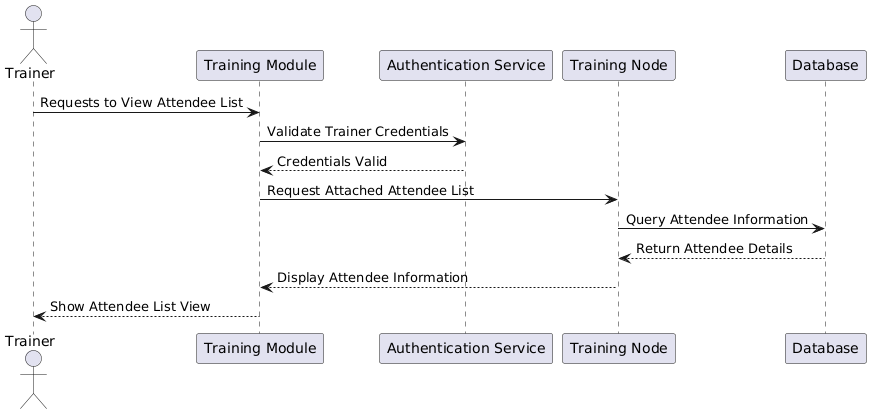 Trainer
Training Module
Authentication Service
Training Node
Database
Requests to View Attendee List
Validate Trainer Credentials
Credentials Valid
Request Attached Attendee List
Query Attendee Information
Return Attendee Details
Display Attendee Information
Show Attendee List View
Trainer
Training Module
Authentication Service
Training Node
Database